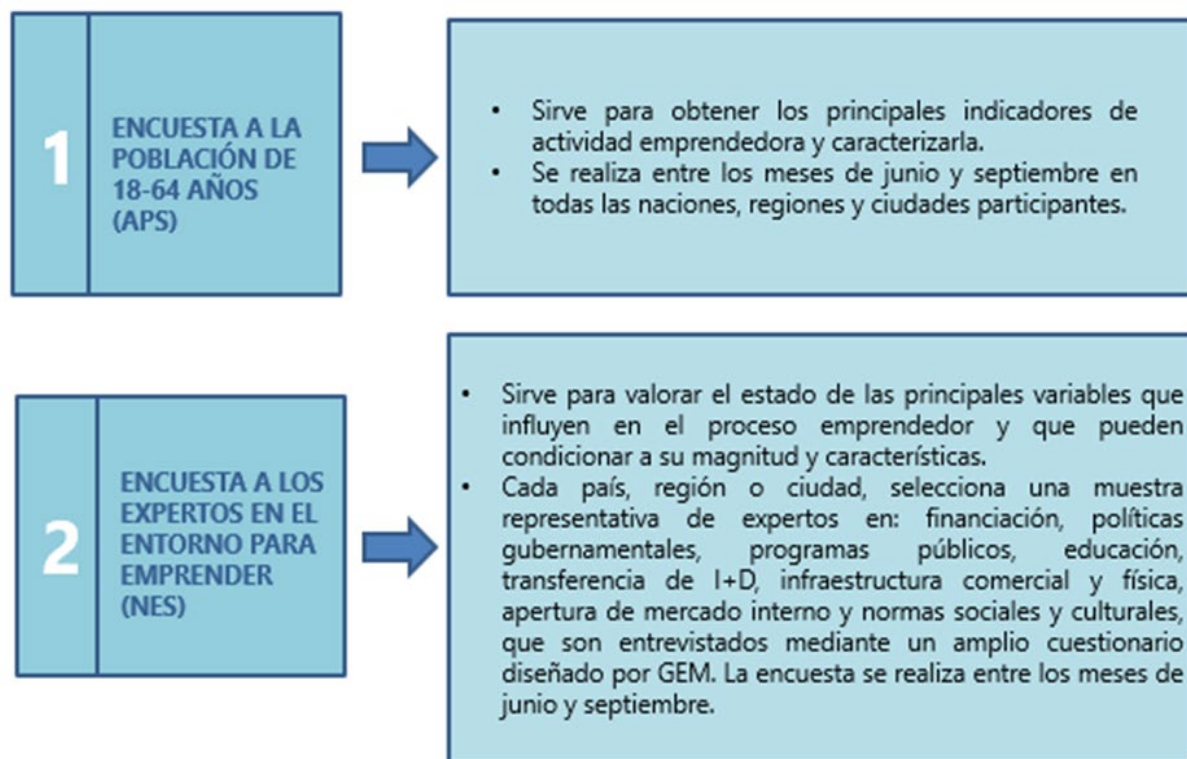 1
ENCUESTA A LA
POBLACIÓN DE
18-64 AÑOS
(APS)
• Sirve para obtener los principales indicadores de
actividad emprendedora y caracterizarla.
• Se realiza entre los meses de junio y septiembre en
todas las naciones, regiones y ciudades participantes.
2
ENCUESTA A LOS
EXPERTOS EN EL
ENTORNO PARA
EMPRENDER
(NES)
• Sirve para valorar el estado de las principales variables que
influyen en el proceso emprendedor y que pueden
condicionar a su magnitud y características.
• Cada país, región o ciudad, selecciona una muestra
representativa de expertos en: financiación, políticas
gubernamentales, programas públicos, educación,
transferencia de I+D, infraestructura comercial y física,
apertura de mercado interno y normas sociales y culturales,
que son entrevistados mediante un amplio cuestionario
diseñado por GEM. La encuesta se realiza entre los meses de
junio y septiembre.